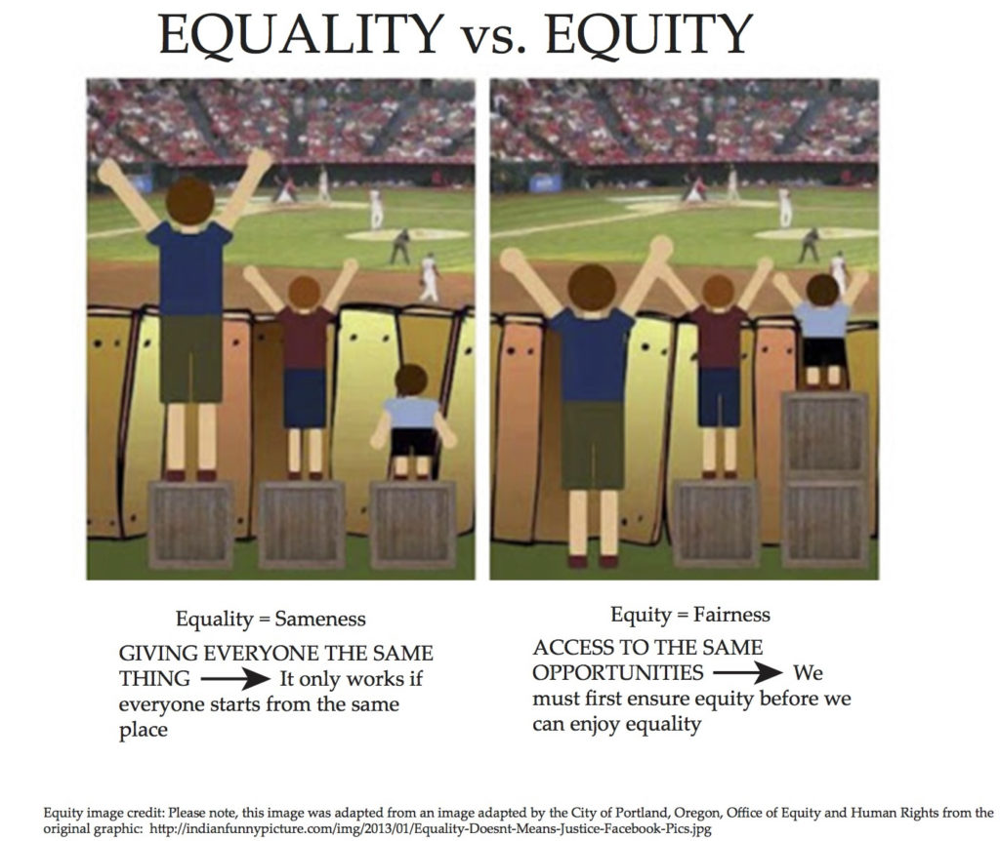 EQUALITY vs. EQUITY
Equality = Sameness
GIVING EVERYONE THE SAME
THING → It only works if
everyone starts from the same
place
Equity = Fairness
ACCESS TO THE SAME
OPPORTUNITIES → We
must first ensure equity before we
can enjoy equality
Equity image credit: Please note, this image was adapted from an image adapted by the City of Portland, Oregon, Office of Equity and Human Rights from the
original graphic: http://indianfunnypicture.com/img/2013/01/Equality-Doesnt-Means-Justice-Facebook-Pics.jpg